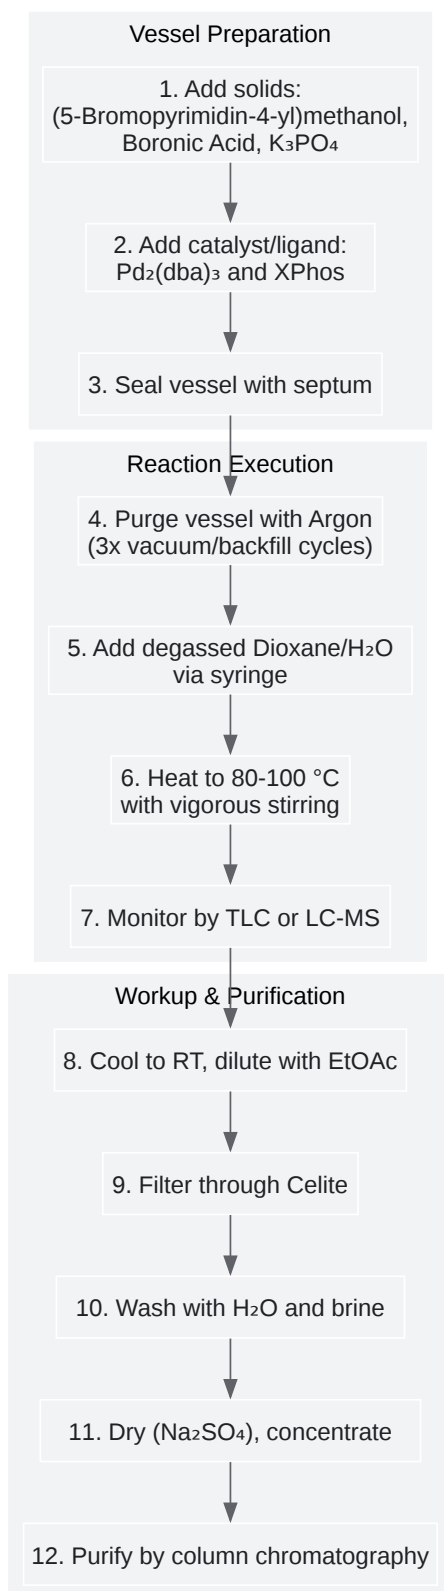 Vessel Preparation
1. Add solids:
(5-Bromopyrimidin-4-yl)methanol,
Boronic Acid, K₃PO₄
2. Add catalyst/ligand:
Pd₂(dba)₃ and XPhos
3. Seal vessel with septum
Reaction Execution
4. Purge vessel with Argon
(3x vacuum/backfill cycles)
5. Add degassed Dioxane/H₂O
via syringe
6. Heat to 80-100 °C
with vigorous stirring
7. Monitor by TLC or LC-MS
Workup & Purification
8. Cool to RT, dilute with EtOAc
9. Filter through Celite
10. Wash with H₂O and brine
11. Dry (Na₂SO₄), concentrate
12. Purify by column chromatography